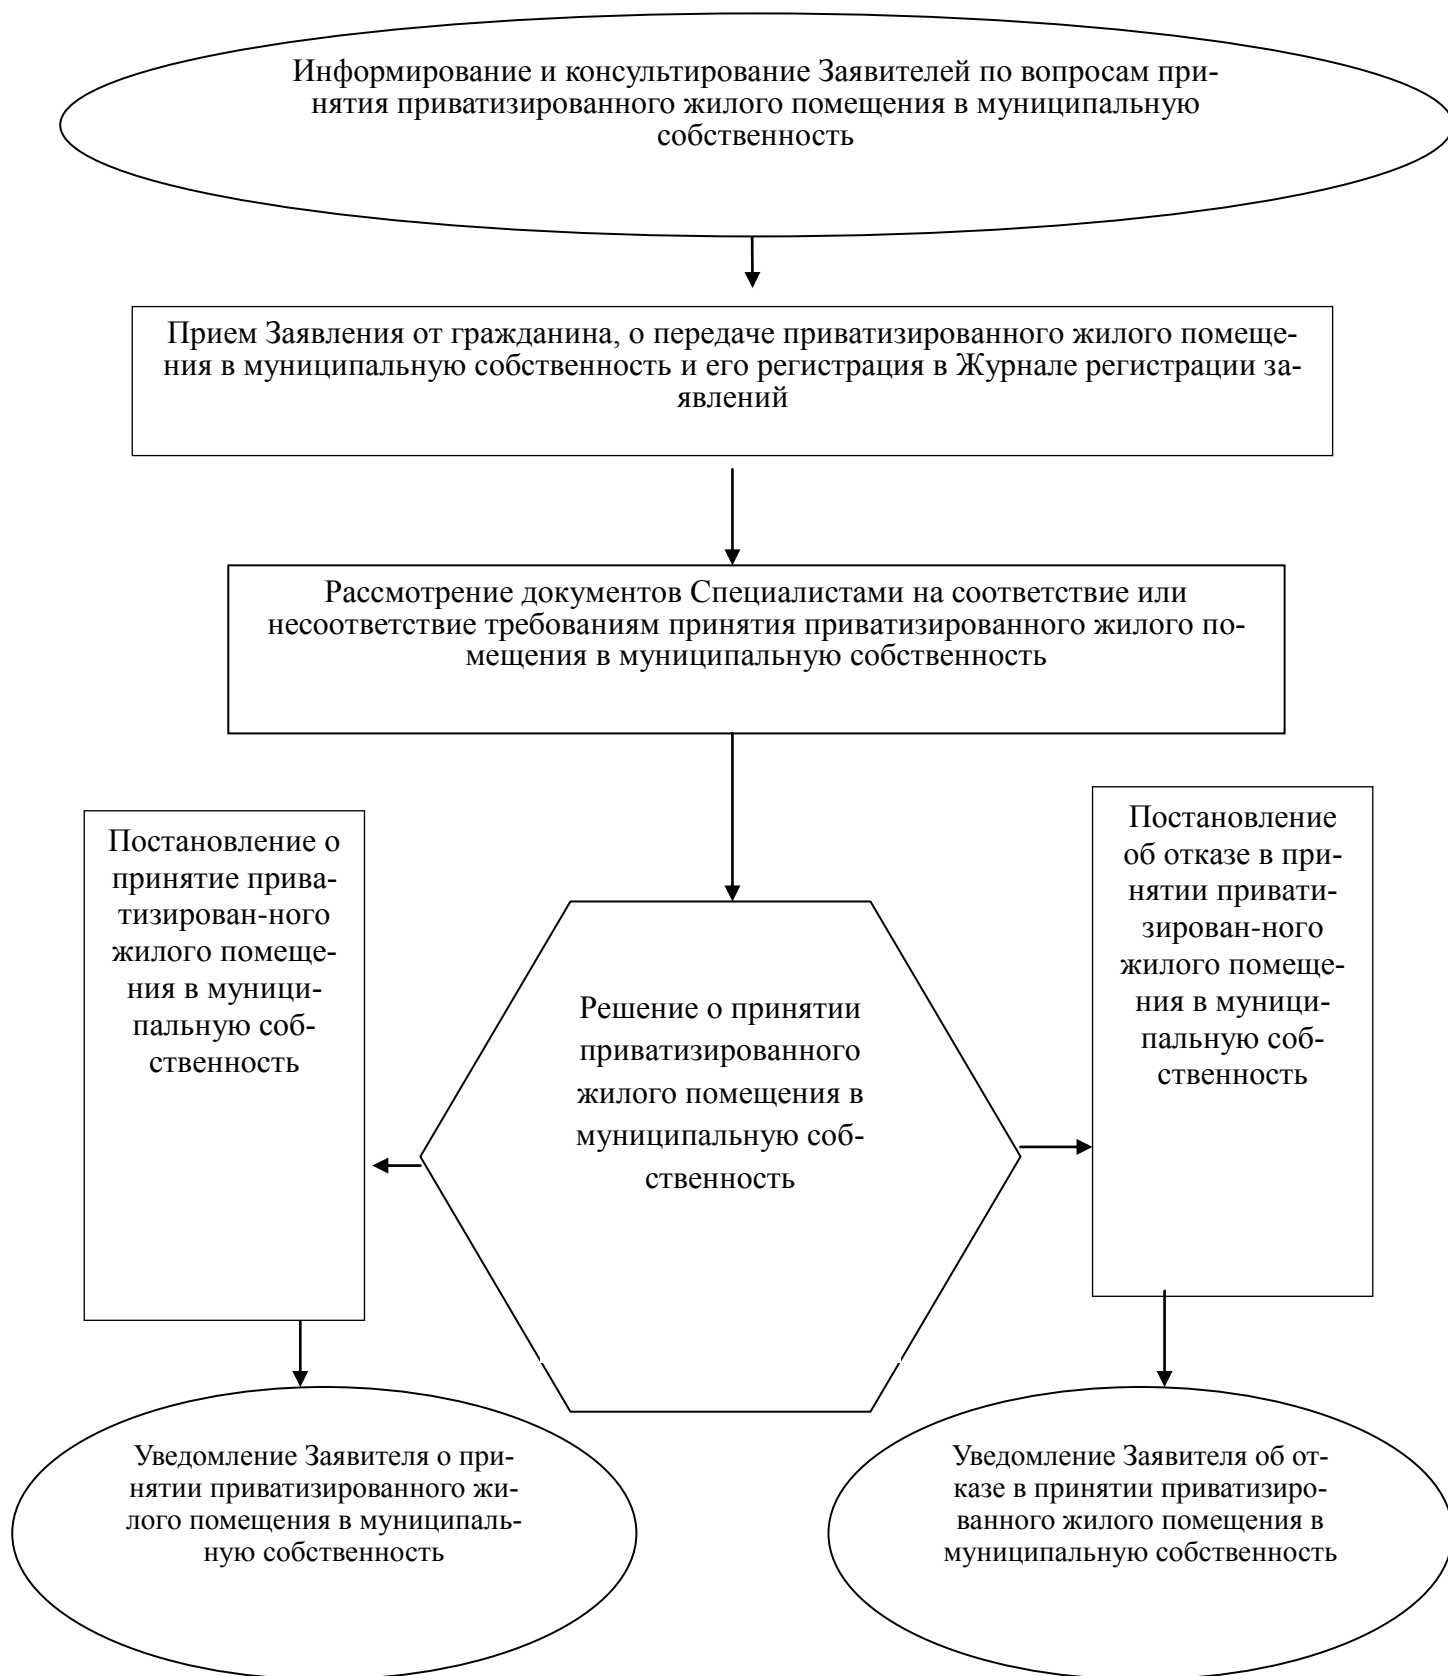 Информирование и консультирование Заявителей по вопросам при-
нятия приватизированного жилого помещения в муниципальную
собственность
Прием Заявления от гражданина, о передаче приватизированного жилого помеще-
ния в муниципальную собственность и его регистрация в Журнале регистрации за-
явлений
Рассмотрение документов Специалистами на соответствие или
несоответствие требованиям принятия приватизированного жилого по-
мещения в муниципальную собственность
Постановление о
принятие прива-
тизирован-ного
жилого помеще-
ния в муници-
пальную соб-
ственность
Решение о принятии
приватизированного
жилого помещения в
муниципальную соб-
ственность
Постановление
об отказе в при-
нятии привати-
зирован-ного
жилого помеще-
ния в муници-
пальную соб-
ственность
Уведомление Заявителя о при-
нятии приватизированного жи-
лого помещения в муниципаль-
ную собственность
Уведомление Заявителя об от-
казе в принятии приватизиро-
ванного жилого помещения в
муниципальную собственность